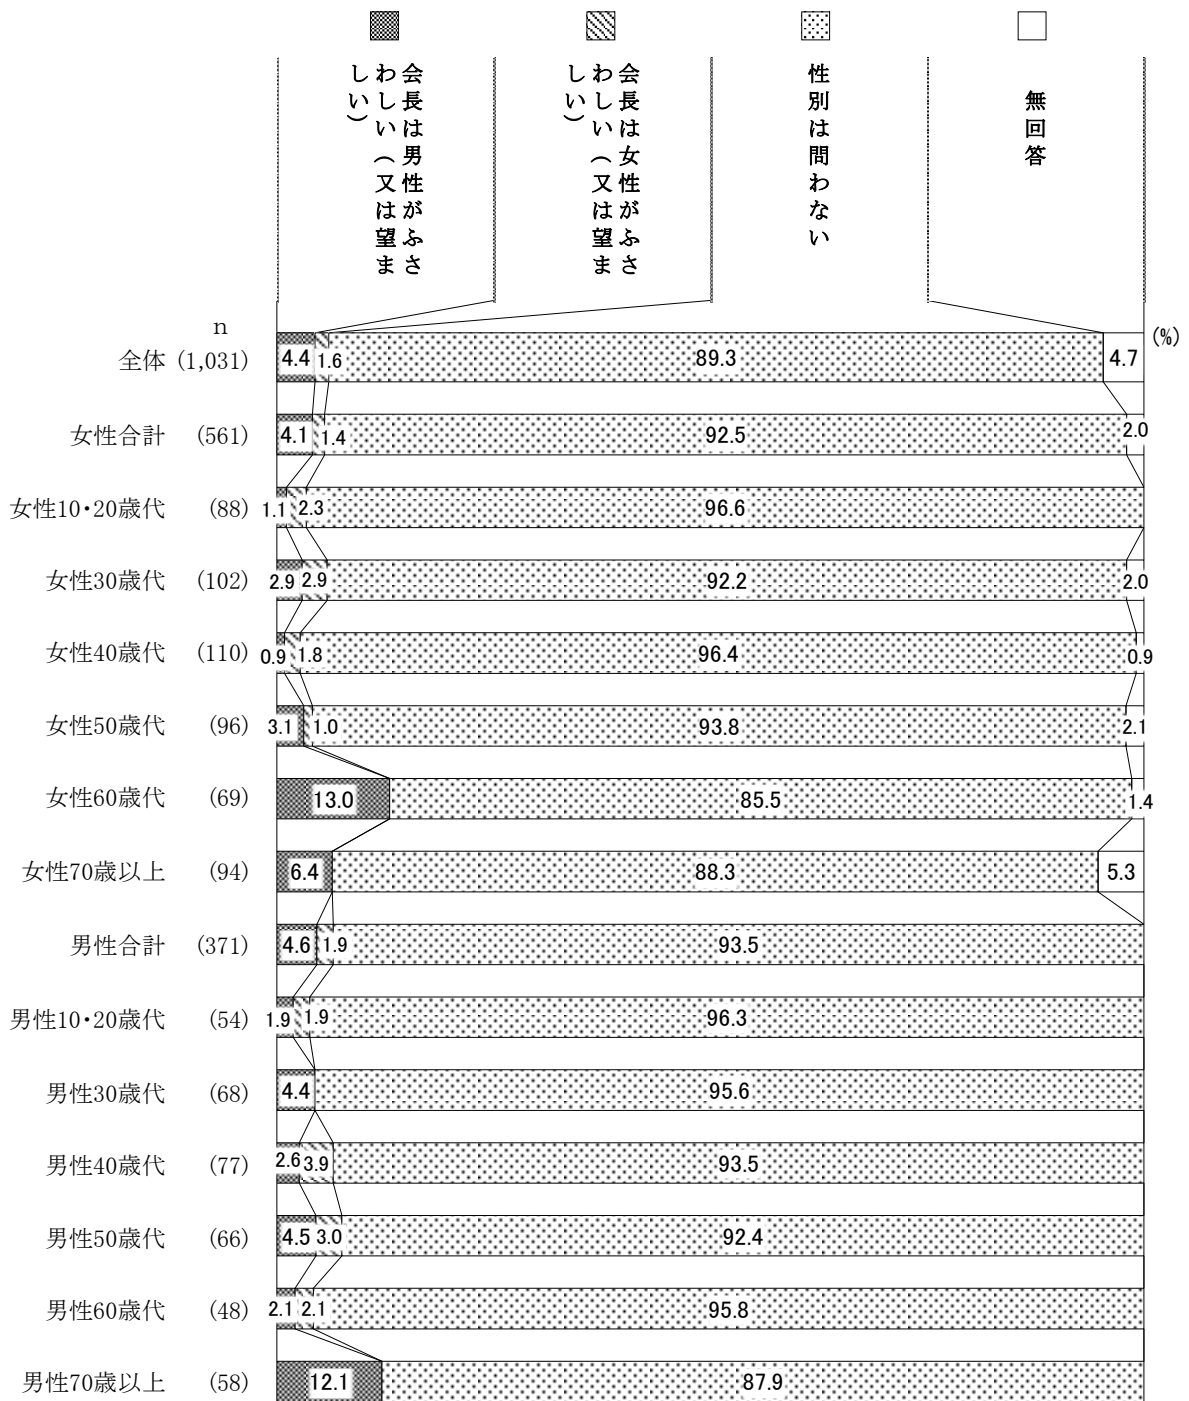 会長は男性がふさ
わしい（又は望ま
しい）
会長は女性がふさ
わしい（又は望ま
しい）
性別は問わない
無回答
n
(%)
全体 (1,031) 4.4 1.6 89.3 4.7
女性合計 (561) 4.1 1.4 92.5 2.0
女性10・20歳代 (88) 1.1 2.3 96.6
女性30歳代 (102) 2.9 2.9 92.2 2.0
女性40歳代 (110) 0.9 1.8 96.4 0.9
女性50歳代 (96) 3.1 1.0 93.8 2.1
女性60歳代 (69) 13.0 85.5 1.4
女性70歳以上 (94) 6.4 88.3 5.3
男性合計 (371) 4.6 1.9 93.5
男性10・20歳代 (54) 1.9 1.9 96.3
男性30歳代 (68) 4.4 95.6
男性40歳代 (77) 2.6 3.9 93.5
男性50歳代 (66) 4.5 3.0 92.4
男性60歳代 (48) 2.1 2.1 95.8
男性70歳以上 (58) 12.1 87.9